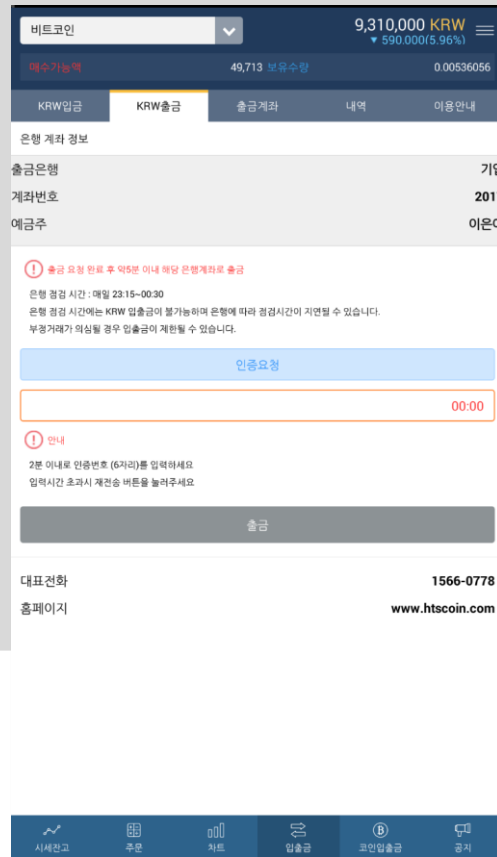 비트코인
9,310,000 KRW
▼ 590.000(5.96%)
매수가능액 49,713 보유수량 0.00536056
KRW입금 KRW출금 출금계좌 내역 이용안내
은행 계좌 정보
출금은행 기업
계좌번호 201
예금주 이은
출금 요청 완료 후 약5분 이내 해당 은행계좌로 출금
은행 점검 시간 : 매일 23:15~00:30
은행 점검 시간에는 KRW 입출금이 불가능하며 은행에 따라 점검시간이 지연될 수 있습니다.
부정거래가 의심될 경우 입출금이 제한될 수 있습니다.
인증요청
00:00
안내
2분 이내로 인증번호 (6자리)를 입력하세요
입력시간 초과시 재전송 버튼을 눌러주세요
출금
대표전화 1566-0778
홈페이지 www.htscoin.com
시세잔고 주문 차트 입출금 코인입출금 공지